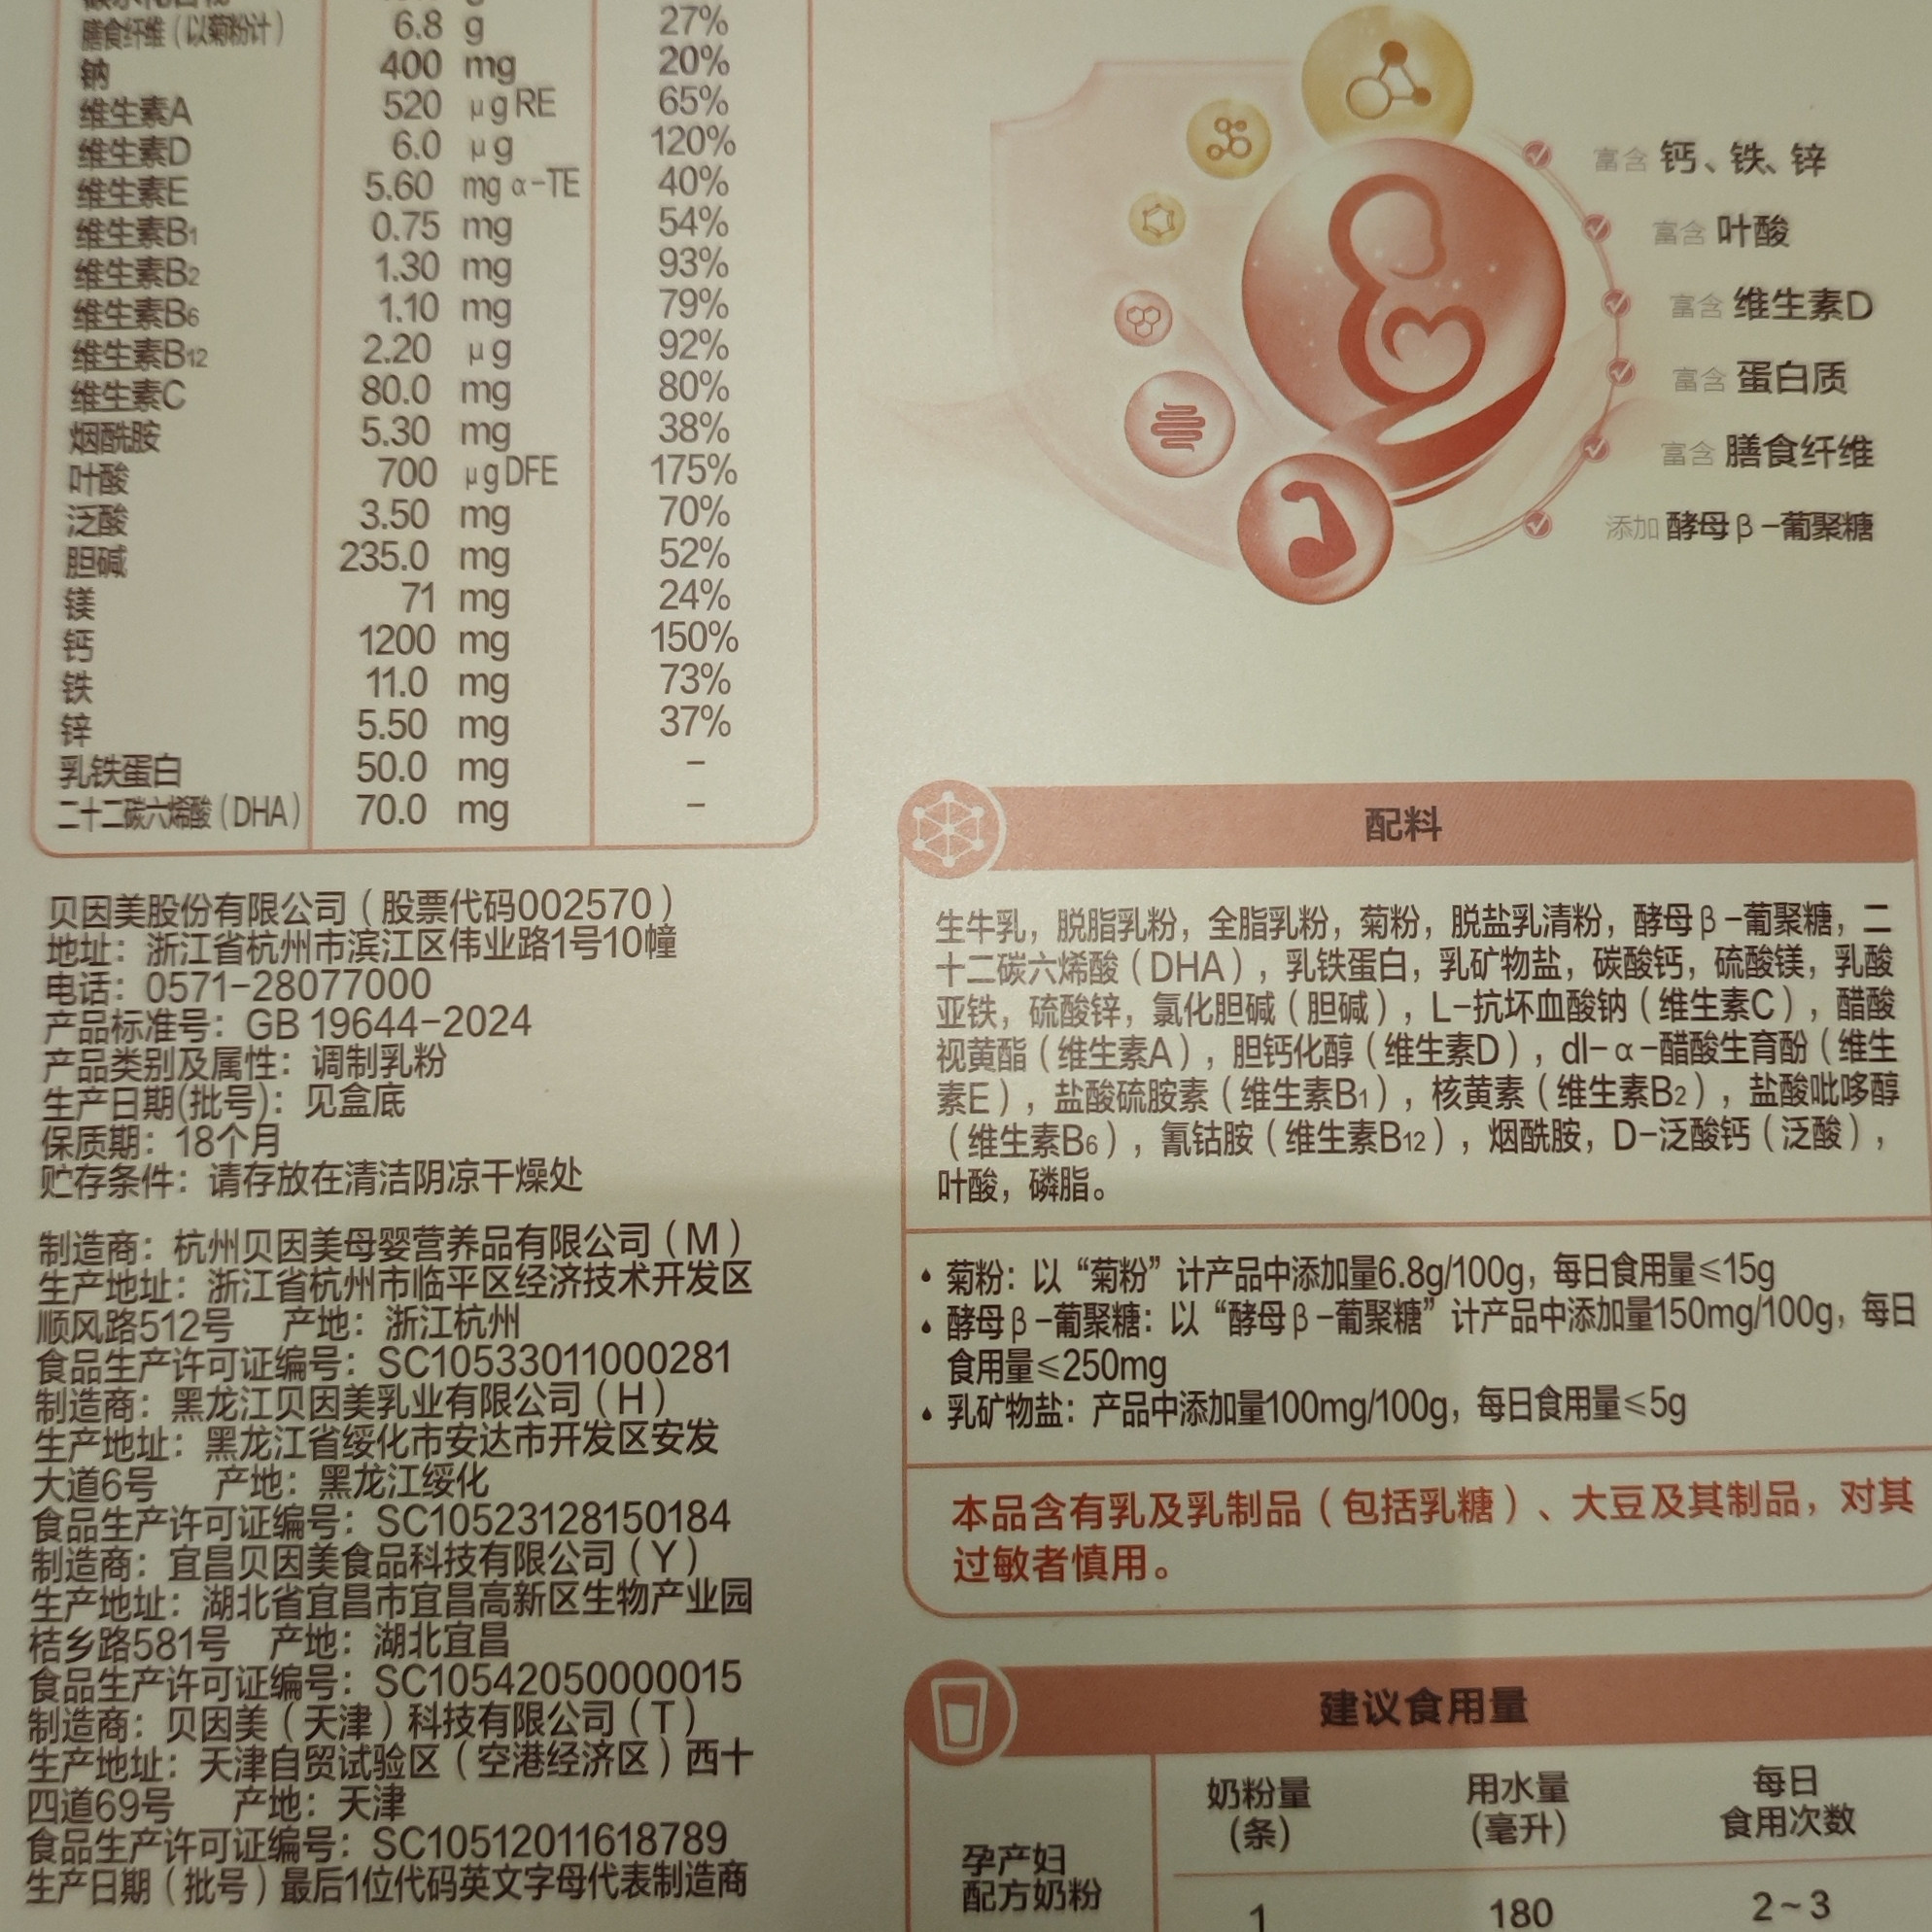 膳食纤维（以菊粉计） 6.8 g 27%
钠 400 mg 20%
维生素A 520 μgRE 65%
维生素D 6.0 μg 120%
维生素E 5.60 mg α-TE 40%
维生素B1 0.75 mg 54%
维生素B2 1.30 mg 93%
维生素B6 1.10 mg 79%
维生素B12 2.20 μg 92%
维生素C 80.0 mg 80%
烟酰胺 5.30 mg 38%
叶酸 700 μgDFE 175%
泛酸 3.50 mg 70%
胆碱 235.0 mg 52%
镁 71 mg 24%
钙 1200 mg 150%
铁 11.0 mg 73%
锌 5.50 mg 37%
乳铁蛋白 50.0 mg –
二十二碳六烯酸（DHA） 70.0 mg –
贝因美股份有限公司（股票代码002570）
地址：浙江省杭州市滨江区伟业路1号10幢
电话：0571-28077000
产品标准号：GB 19644-2024
产品类别及属性：调制乳粉
生产日期(批号)：见盒底
保质期：18个月
贮存条件：请存放在清洁阴凉干燥处
制造商：杭州贝因美母婴营养品有限公司（M）
生产地址：浙江省杭州市临平区经济技术开发区
顺风路512号 产地：浙江杭州
食品生产许可证编号：SC10533011000281
制造商：黑龙江贝因美乳业有限公司（H）
生产地址：黑龙江省绥化市安达市开发区安发
大道6号 产地：黑龙江绥化
食品生产许可证编号：SC10523128150184
制造商：宜昌贝因美食品科技有限公司（Y）
生产地址：湖北省宜昌市宜昌高新区生物产业园
桔乡路581号 产地：湖北宜昌
食品生产许可证编号：SC10542050000015
制造商：贝因美（天津）科技有限公司（T）
生产地址：天津自贸试验区（空港经济区）西十
四道69号 产地：天津
食品生产许可证编号：SC10512011618789
生产日期（批号）最后1位代码英文字母代表制造商
富含 钙、铁、锌
富含 叶酸
富含 维生素D
富含 蛋白质
富含 膳食纤维
添加 酵母β-葡聚糖
配料
生牛乳，脱脂乳粉，全脂乳粉，菊粉，脱盐乳清粉，酵母β-葡聚糖，二
十二碳六烯酸（DHA），乳铁蛋白，乳矿物盐，碳酸钙，硫酸镁，乳酸
亚铁，硫酸锌，氯化胆碱（胆碱），L-抗坏血酸钠（维生素C），醋酸
视黄酯（维生素A），胆钙化醇（维生素D），dl-α-醋酸生育酚（维生
素E），盐酸硫胺素（维生素B1），核黄素（维生素B2），盐酸吡哆醇
（维生素B6），氰钴胺（维生素B12），烟酰胺，D-泛酸钙（泛酸），
叶酸，磷脂。
• 菊粉：以“菊粉”计产品中添加量6.8g/100g，每日食用量≤15g
• 酵母β-葡聚糖：以“酵母β-葡聚糖”计产品中添加量150mg/100g，每日
食用量≤250mg
• 乳矿物盐：产品中添加量100mg/100g，每日食用量≤5g
本品含有乳及乳制品（包括乳糖）、大豆及其制品，对其
过敏者慎用。
建议食用量
奶粉量 用水量 每日
(条) (毫升) 食用次数
孕产妇
配方奶粉
1 180 2~3